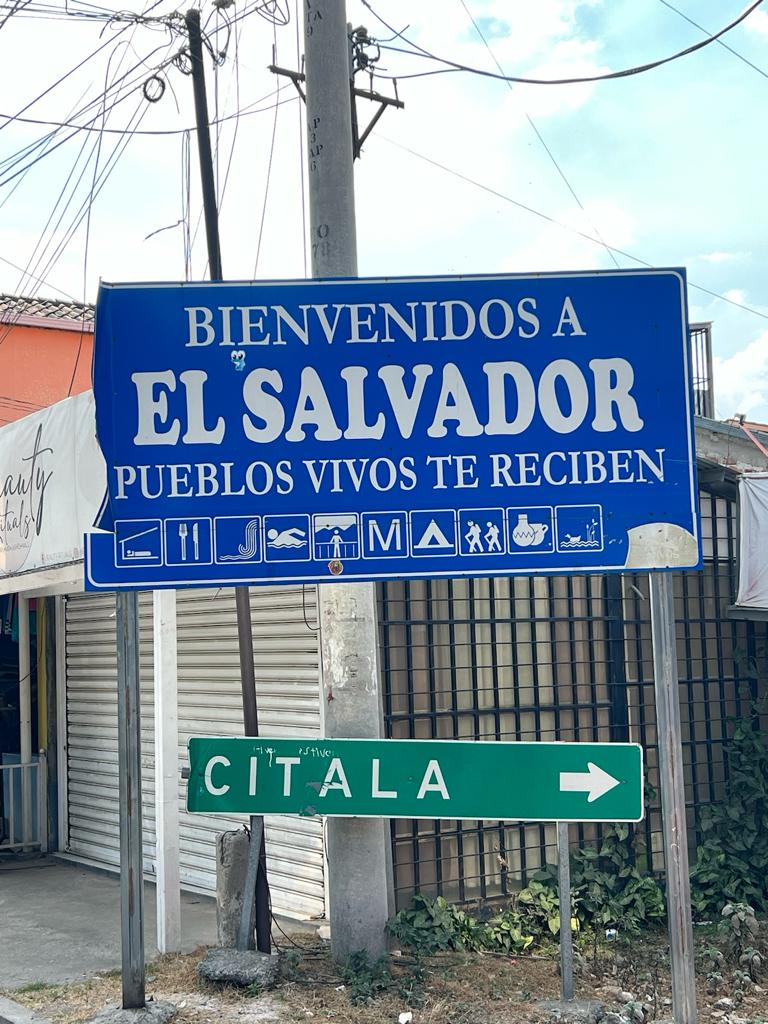 BIENVENIDOS A
EL SALVADOR
PUEBLOS VIVOS TE RECIBEN
M
CITALA